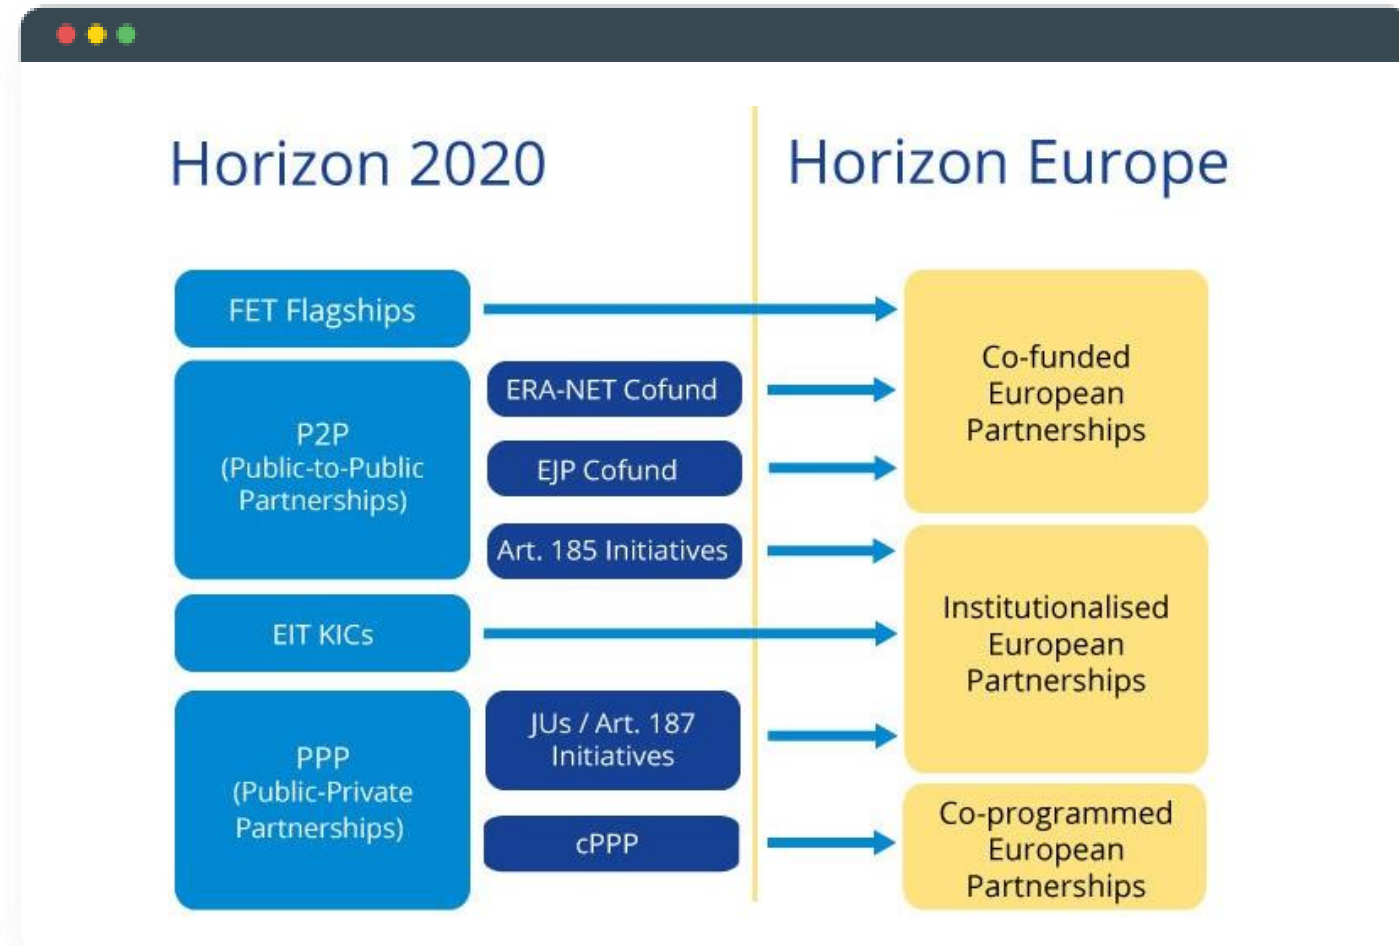 Horizon 2020
Horizon Europe
FET Flagships
P2P
(Public-to-Public
Partnerships)
ERA-NET Cofund
EJP Cofund
Art. 185 Initiatives
EIT KICs
PPP
(Public-Private
Partnerships)
JUs / Art. 187
Initiatives
cPPP
Co-funded
European
Partnerships
Institutionalised
European
Partnerships
Co-programmed
European
Partnerships